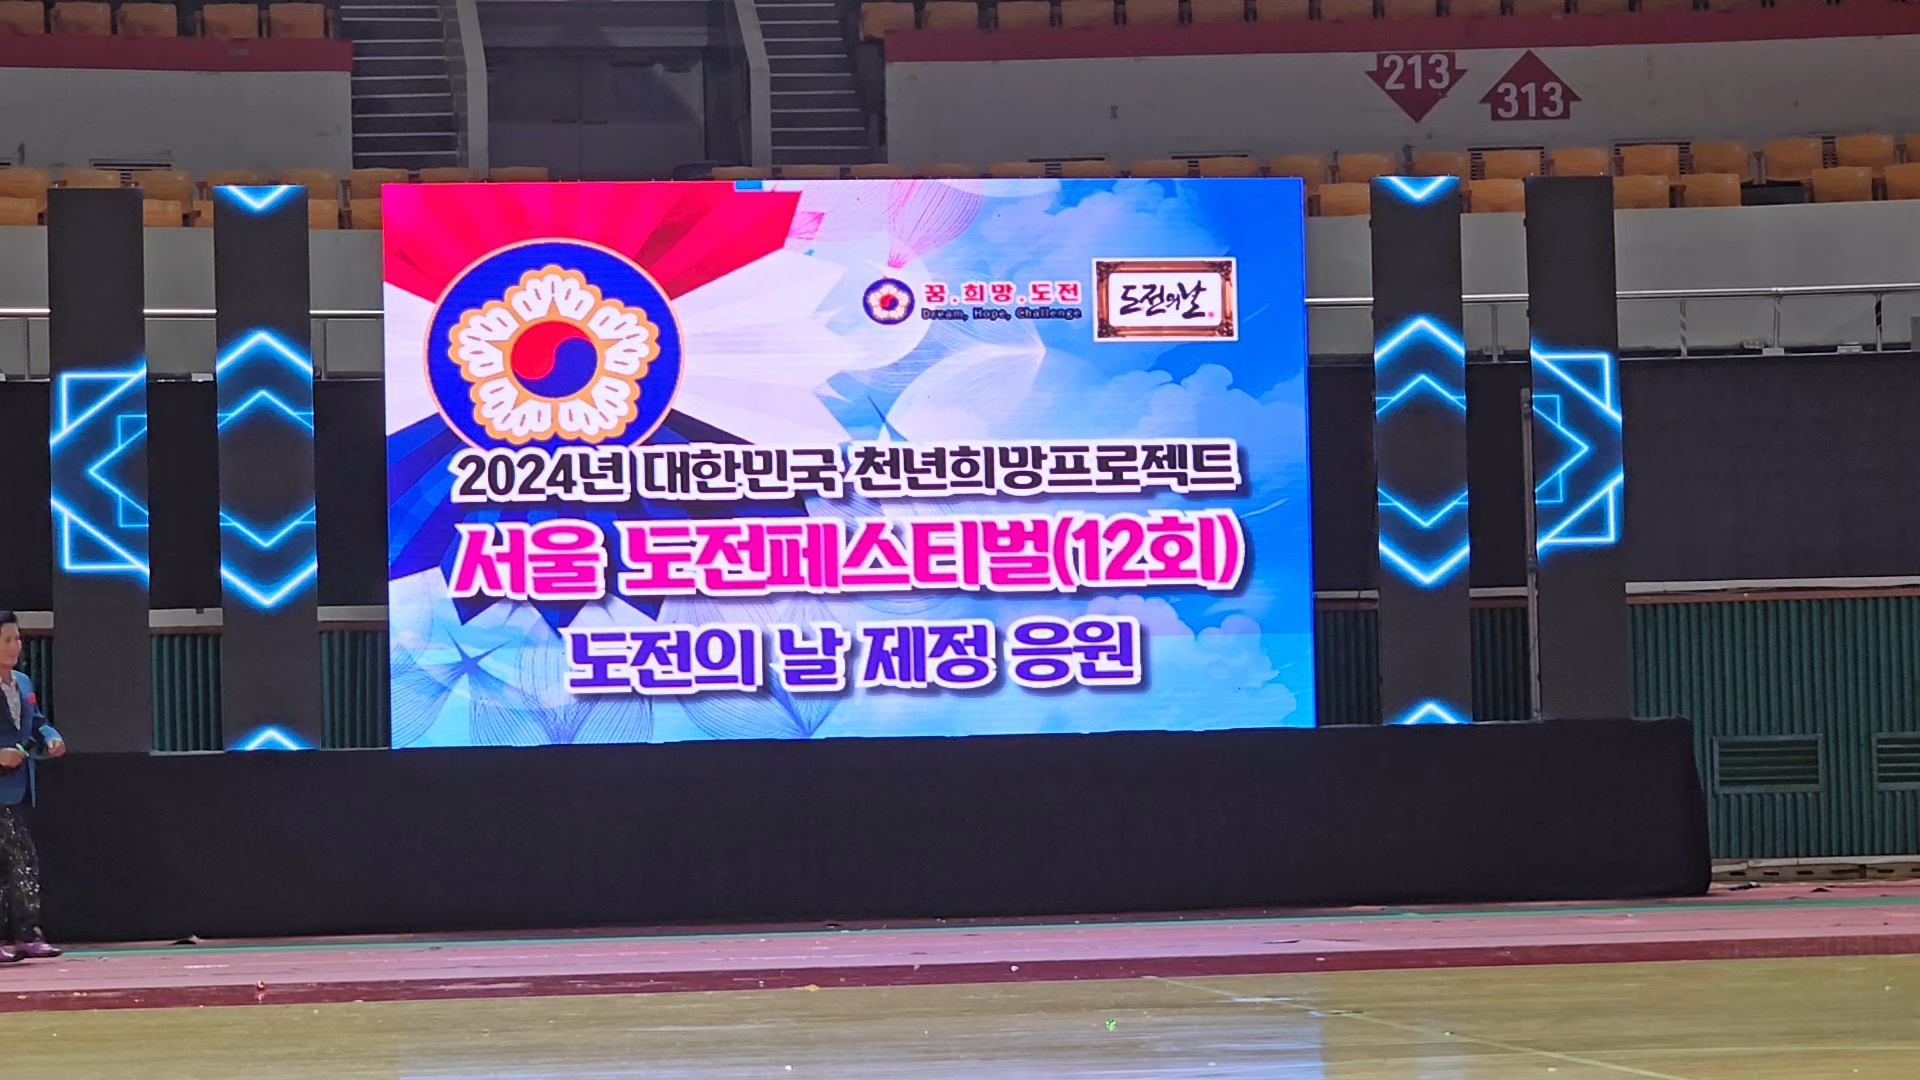 213
313
꿈.희망.도전
Dream, Hope, Challenge
도전의날
2024년 대한민국 천년희망프로젝트
서울 도전페스티벌(12회)
도전의 날 제정 응원